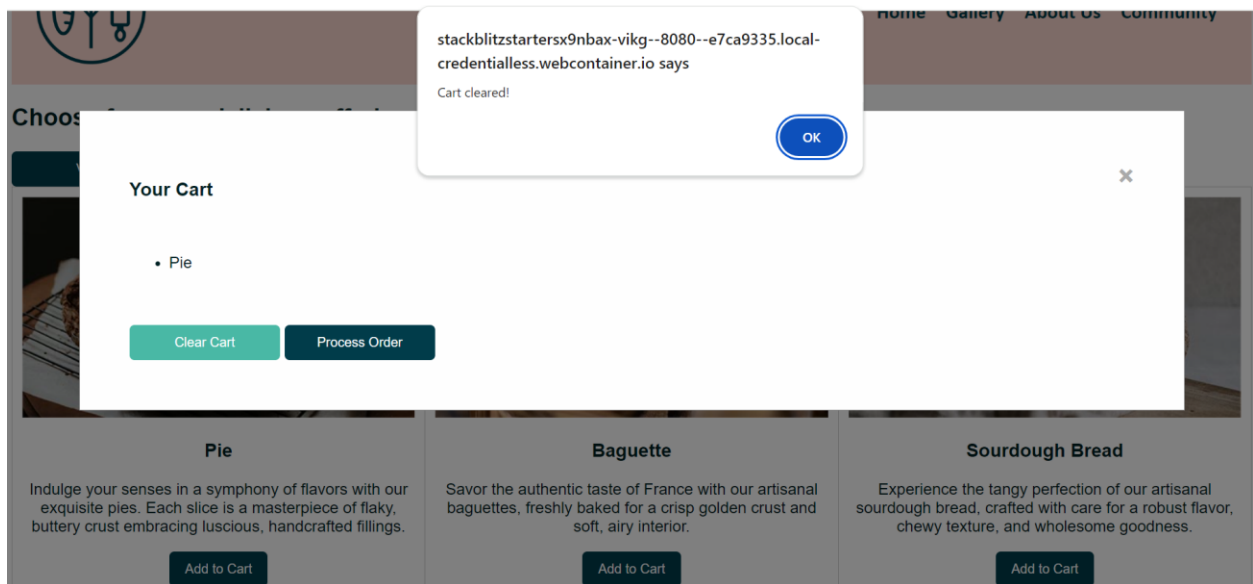 Home Gallery About Us Community
stackblitzstartersx9nbax-vikg--8080--e7ca9335.local-
credentialless.webcontainer.io says
Cart cleared!
OK
Your Cart
×
• Pie
Clear Cart Process Order
Pie
Indulge your senses in a symphony of flavors with our
exquisite pies. Each slice is a masterpiece of flaky,
buttery crust embracing luscious, handcrafted fillings.
Add to Cart
Baguette
Savor the authentic taste of France with our artisanal
baguettes, freshly baked for a crisp golden crust and
soft, airy interior.
Add to Cart
Sourdough Bread
Experience the tangy perfection of our artisanal
sourdough bread, crafted with care for a robust flavor,
chewy texture, and wholesome goodness.
Add to Cart